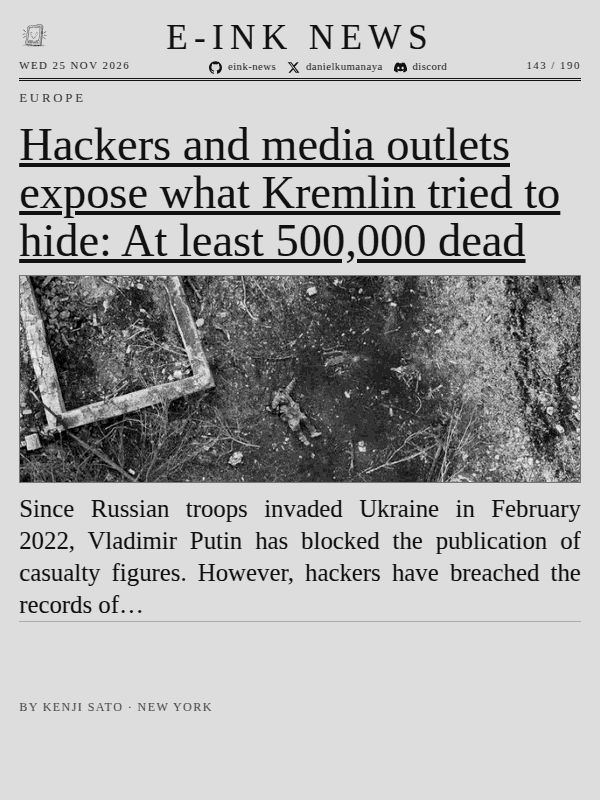 E-INK NEWS
WED 25 NOV 2026
eink-news danielkumanaya discord
143 / 190
EUROPE
Hackers and media outlets
expose what Kremlin tried to
hide: At least 500,000 dead
Since Russian troops invaded Ukraine in February
2022, Vladimir Putin has blocked the publication of
casualty figures. However, hackers have breached the
records of…
BY KENJI SATO · NEW YORK